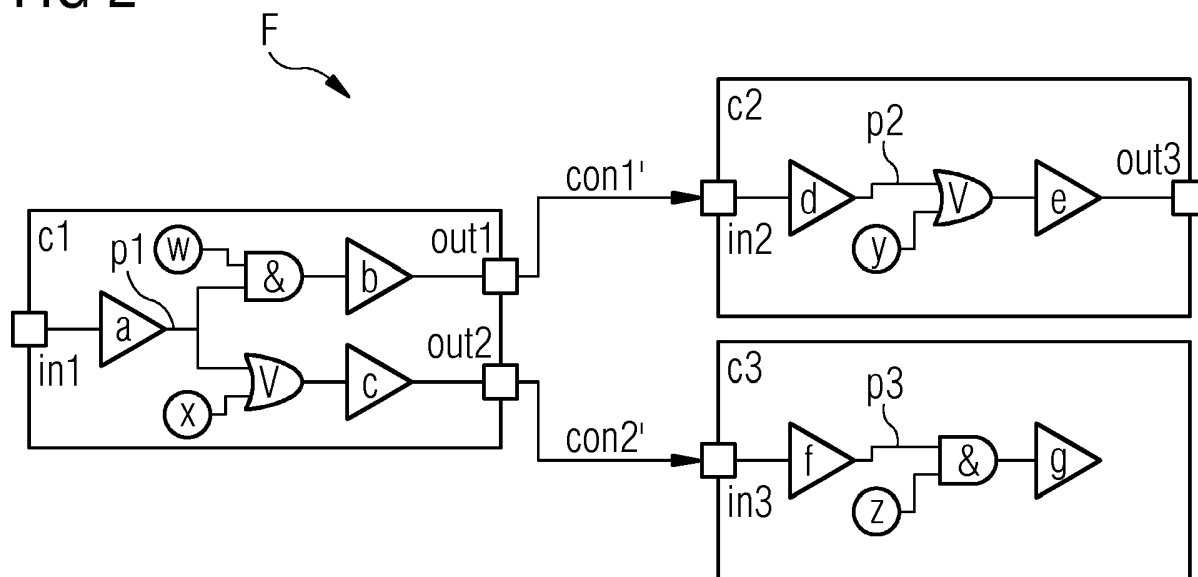 FIG 2
F
c1
p1
w
&
b
out1
a
in1
x
V
c
out2
con1'
con2'
c2
p2
d
in2
V
y
e
out3
c3
p3
f
in3
&
z
g